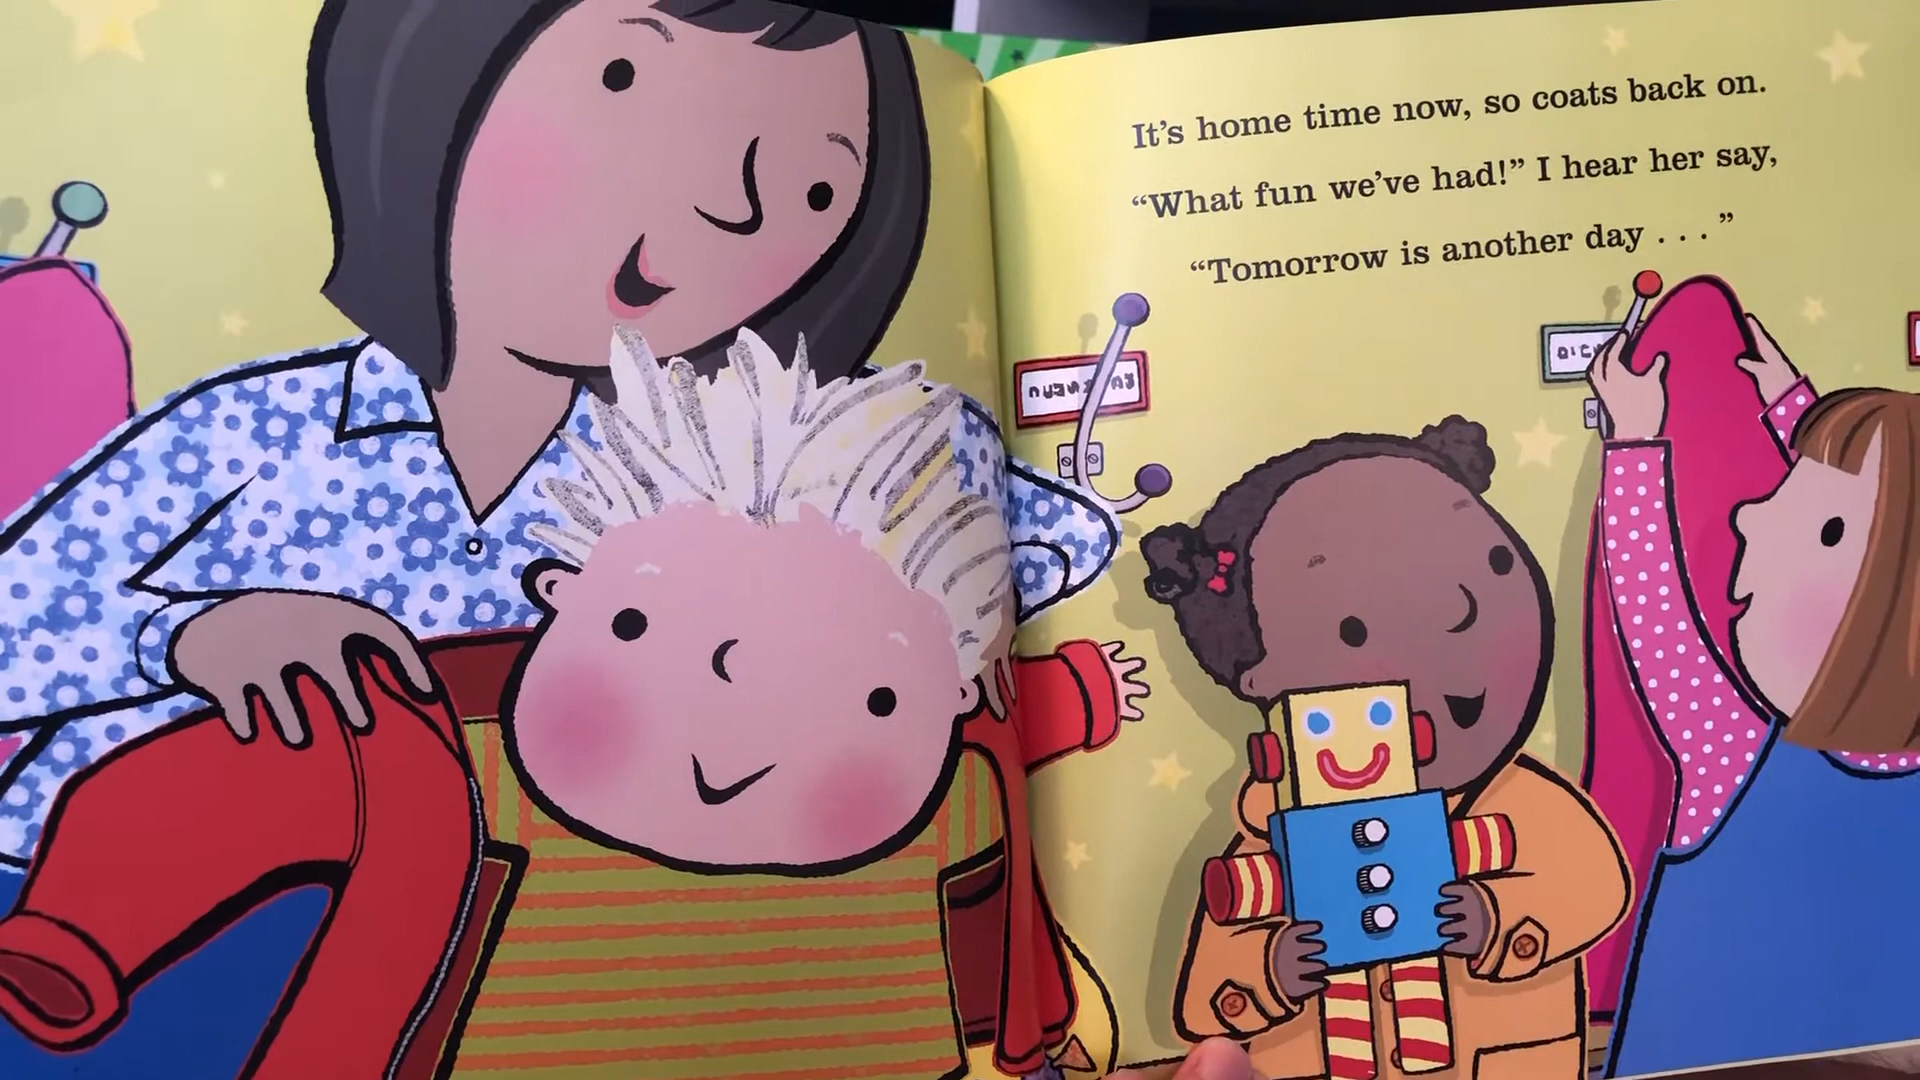 It's home time now, so coats back on.
“What fun we've had!” I hear her say,
“Tomorrow is another day . . . ”